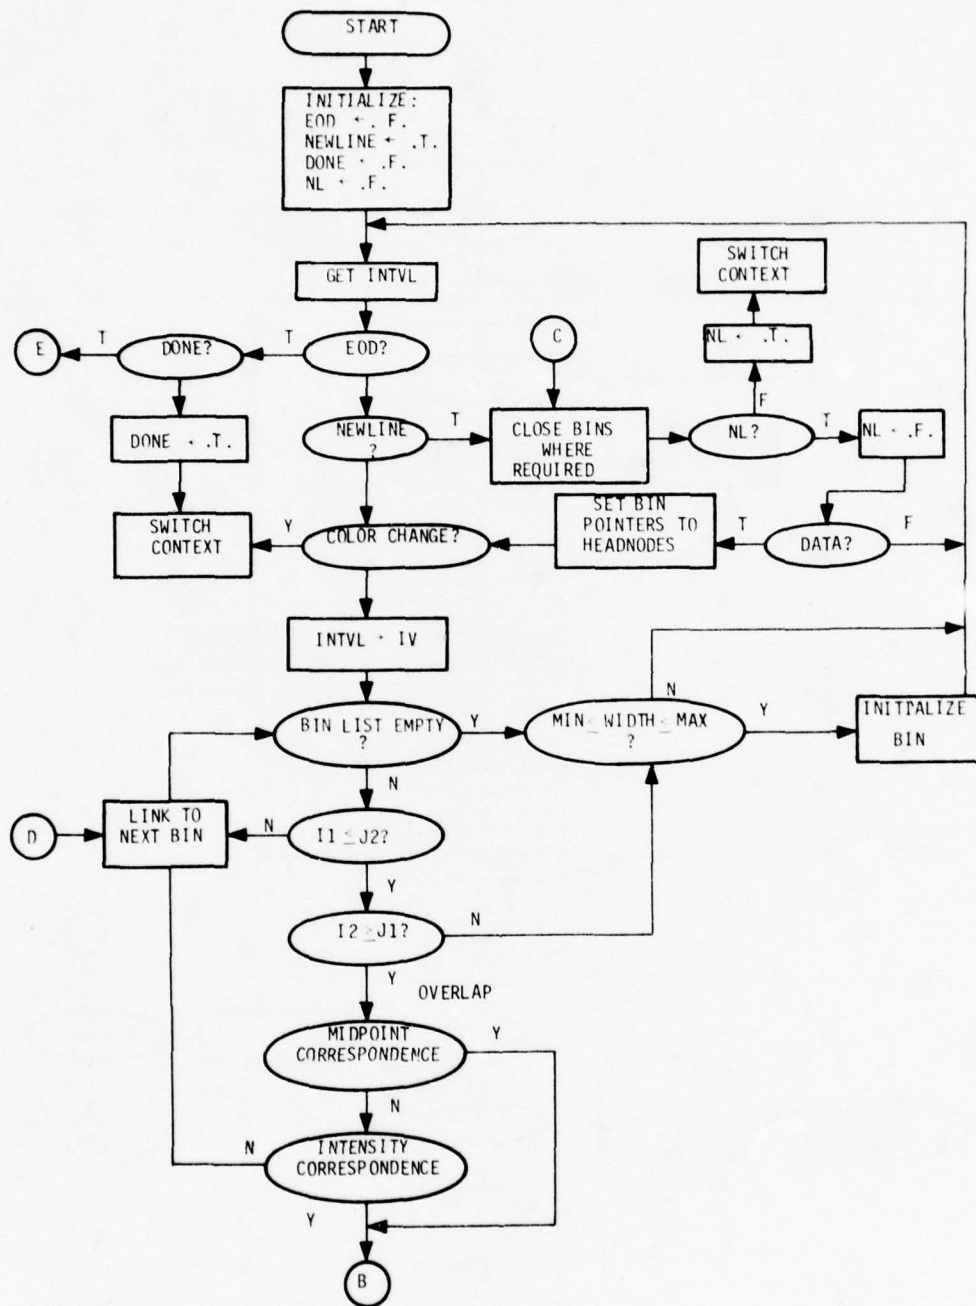 START
INITIALIZE:
EOD ← .F.
NEWLINE ← .T.
DONE ← .F.
NL ← .F.
GET INTVL
SWITCH
CONTEXT
E
T
DONE?
T
EOD?
C
NL ← .T.
F
DONE ← .T.
NEWLINE
?
T
CLOSE BINS
WHERE
REQUIRED
NL?
T
NL ← .F.
SWITCH
CONTEXT
Y
COLOR CHANGE?
SET BIN
POINTERS TO
HEADNODES
T
DATA?
F
INTVL ← IV
N
BIN LIST EMPTY
?
Y
MIN ≤ WIDTH ≤ MAX
?
Y
INITIALIZE
BIN
N
D
LINK TO
NEXT BIN
N
I1 ≤ J2?
Y
I2 ≥ J1?
N
Y
OVERLAP
MIDPOINT
CORRESPONDENCE
Y
N
N
INTENSITY
CORRESPONDENCE
Y
B